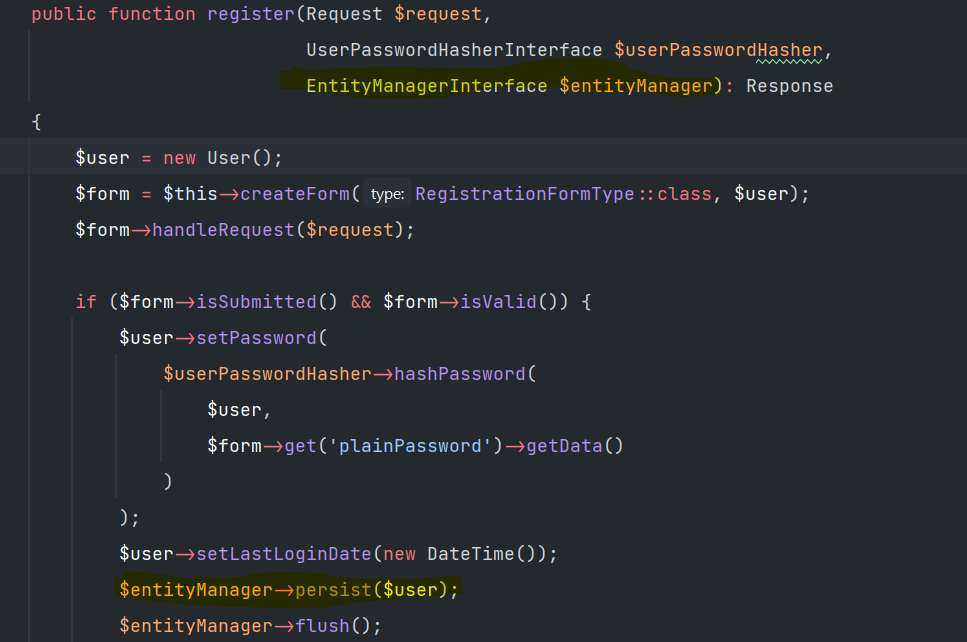 public function register(Request $request,
UserPasswordHasherInterface $userPasswordHasher,
EntityManagerInterface $entityManager): Response
{
$user = new User();
$form = $this->createForm( type: RegistrationFormType::class, $user);
$form->handleRequest($request);
if ($form->isSubmitted() && $form->isValid()) {
$user->setPassword(
$userPasswordHasher->hashPassword(
$user,
$form->get('plainPassword')->getData()
)
);
$user->setLastLoginDate(new DateTime());
$entityManager->persist($user);
$entityManager->flush();